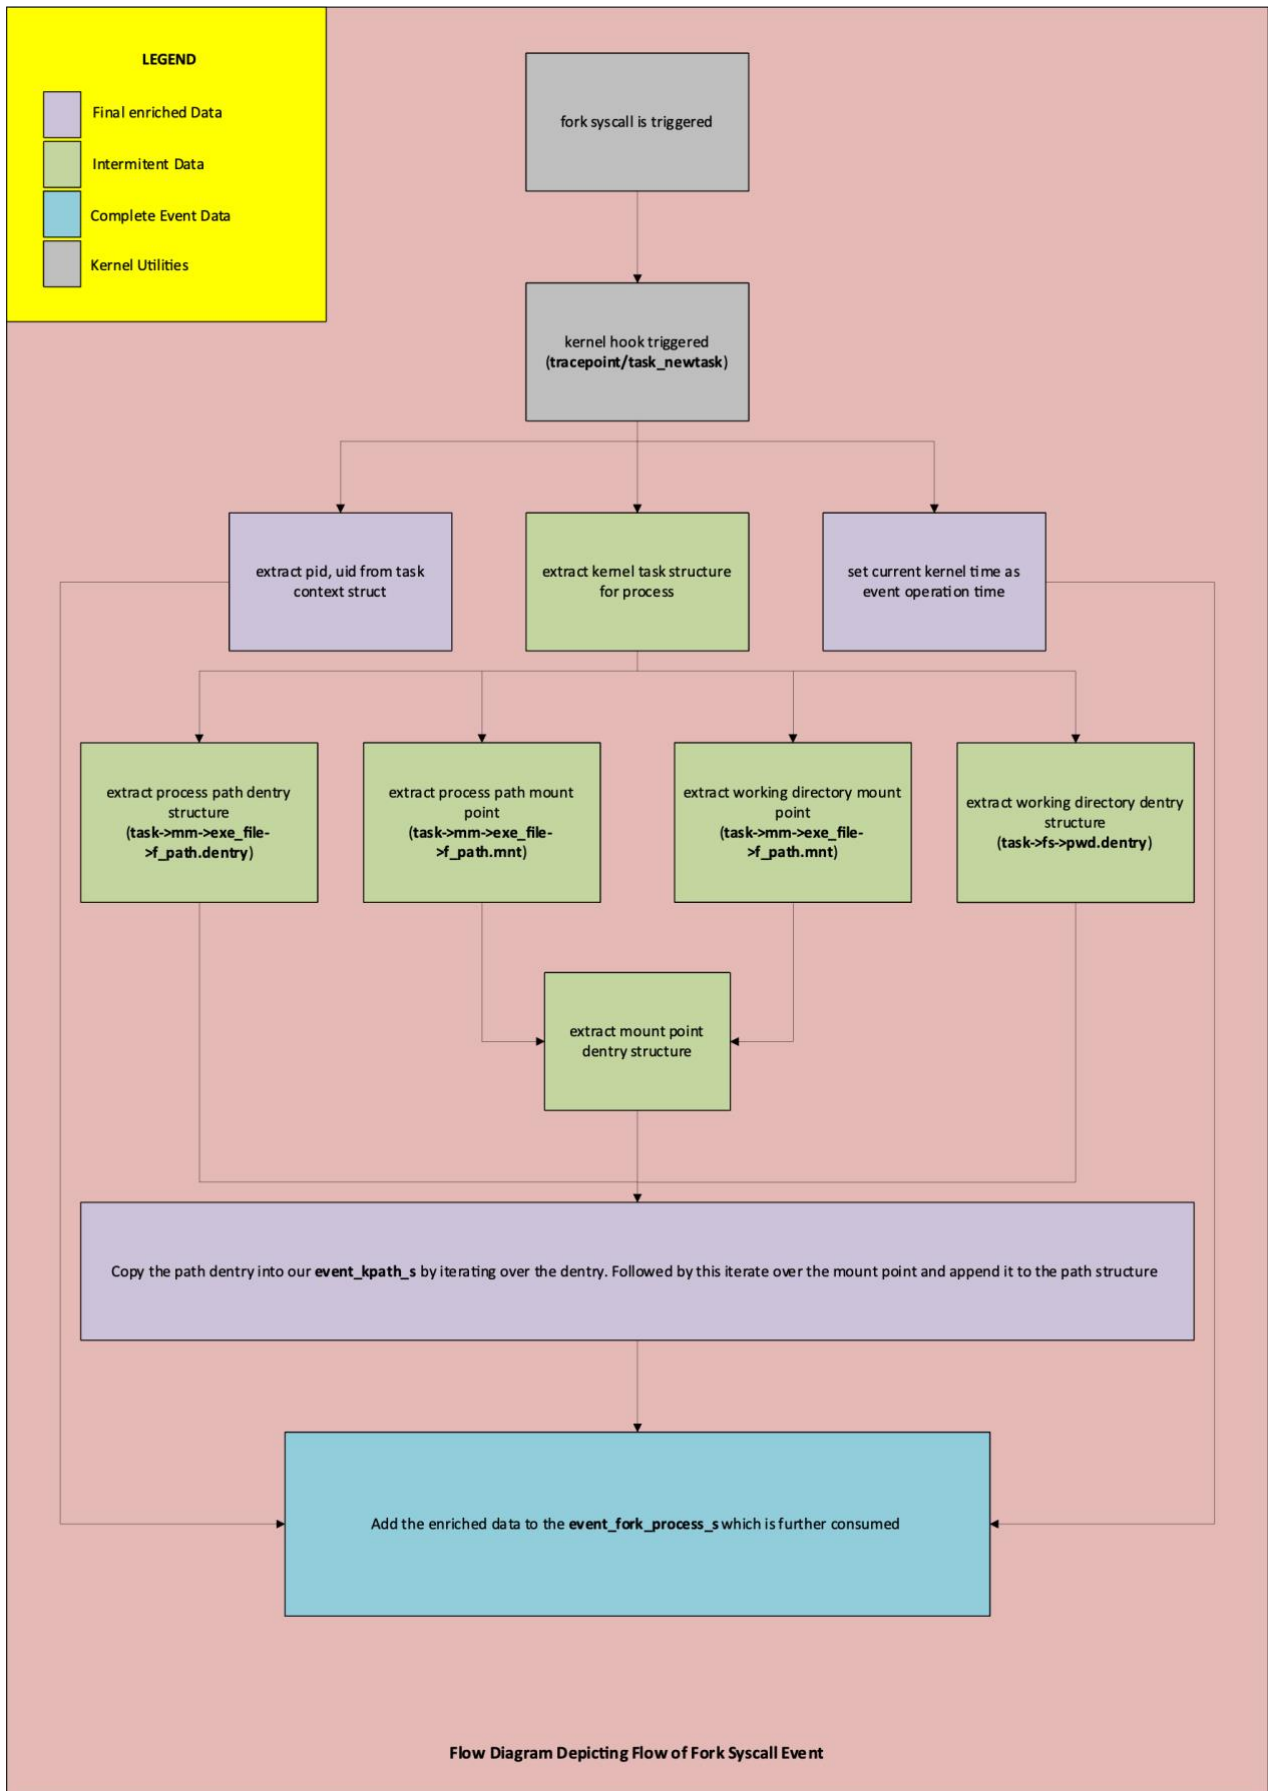 LEGEND
Final enriched Data
Intermitent Data
Complete Event Data
Kernel Utilities
fork syscall is triggered
kernel hook triggered
(tracepoint/task_newtask)
extract pid, uid from task
context struct
extract kernel task structure
for process
set current kernel time as
event operation time
extract process path dentry
structure
(task->mm->exe_file-
>f_path.dentry)
extract process path mount
point
(task->mm->exe_file-
>f_path.mnt)
extract working directory mount
point
(task->mm->exe_file-
>f_path.mnt)
extract working directory dentry
structure
(task->fs->pwd.dentry)
extract mount point
dentry structure
Copy the path dentry into our event_kpath_s by iterating over the dentry. Followed by this iterate over the mount point and append it to the path structure
Add the enriched data to the event_fork_process_s which is further consumed
Flow Diagram Depicting Flow of Fork Syscall Event